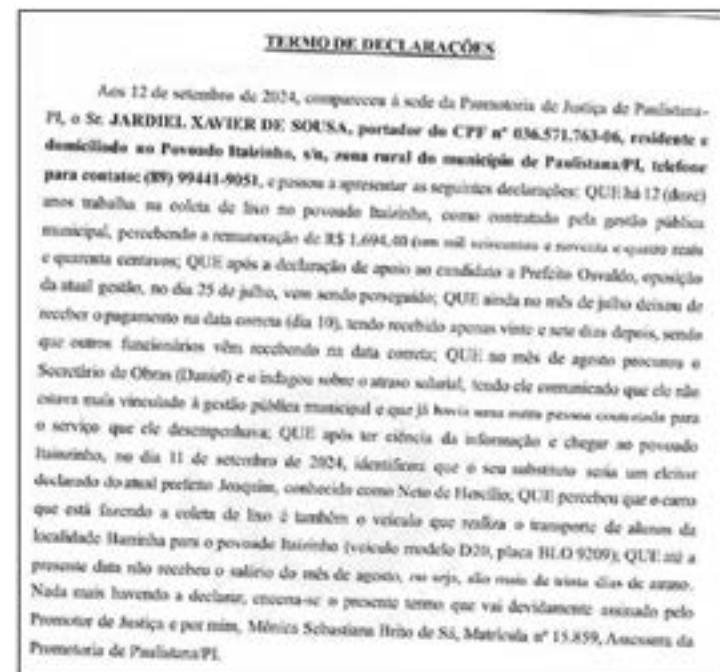 TERMO DE DECLARAÇÕES
Aos 12 de setembro de 2024, compareceu à sede da Promotoria de Justiça de Paulistana-
PI, o Sr. JARDIEL XAVIER DE SOUSA, portador do CPF nº 036.571.763-06, residente e
domiciliado no Povoado Itaizinho, s/n, zona rural do município de Paulistana/PI, telefone
para contato: (89) 99441-9051, e passou a apresentar as seguintes declarações: QUE há 12 (doze)
anos trabalha na coleta de lixo no povoado Itaizinho, como contratado pela gestão pública
municipal, percebendo a remuneração de R$ 1.694,40 (um mil seiscentos e noventa e quatro reais
e quarenta centavos; QUE após a declaração de apoio ao candidato a Prefeito Osvaldo, oposição
da atual gestão, no dia 25 de julho, vem sendo perseguido; QUE ainda no mês de julho deixou de
receber o pagamento na data correta (dia 10), tendo recebido apenas vinte e sete dias depois, sendo
que outros funcionários vêm recebendo na data correta; QUE no mês de agosto procurou o
Secretário de Obras (Daniel) e o indagou sobre o atraso salarial, tendo ele comunicado que ele não
estava mais vinculado à gestão pública municipal e que já havia uma outra pessoa contratada para
o serviço que ele desempenhava; QUE após ter ciência da informação e chegar ao povoado
Itaizinho, no dia 11 de setembro de 2024, identificou que o seu substituto seria um eleitor
declarado do atual prefeito Joaquim, conhecido como Neto de Hercílio; QUE percebeu que o carro
que está fazendo a coleta de lixo é também o veículo que realiza o transporte de alunos da
localidade Barrinha para o povoado Itaizinho (veículo modelo D20, placa BLO 9209); QUE até a
presente data não recebeu o salário do mês de agosto, ou seja, são mais de trinta dias de atraso.
Nada mais havendo a declarar, encerra-se o presente termo que vai devidamente assinado pelo
Promotor de Justiça e por mim, Mônica Sebastiana Brito de Sá, Matrícula nº 15.859, Assessora da
Promotoria de Paulistana/PI.